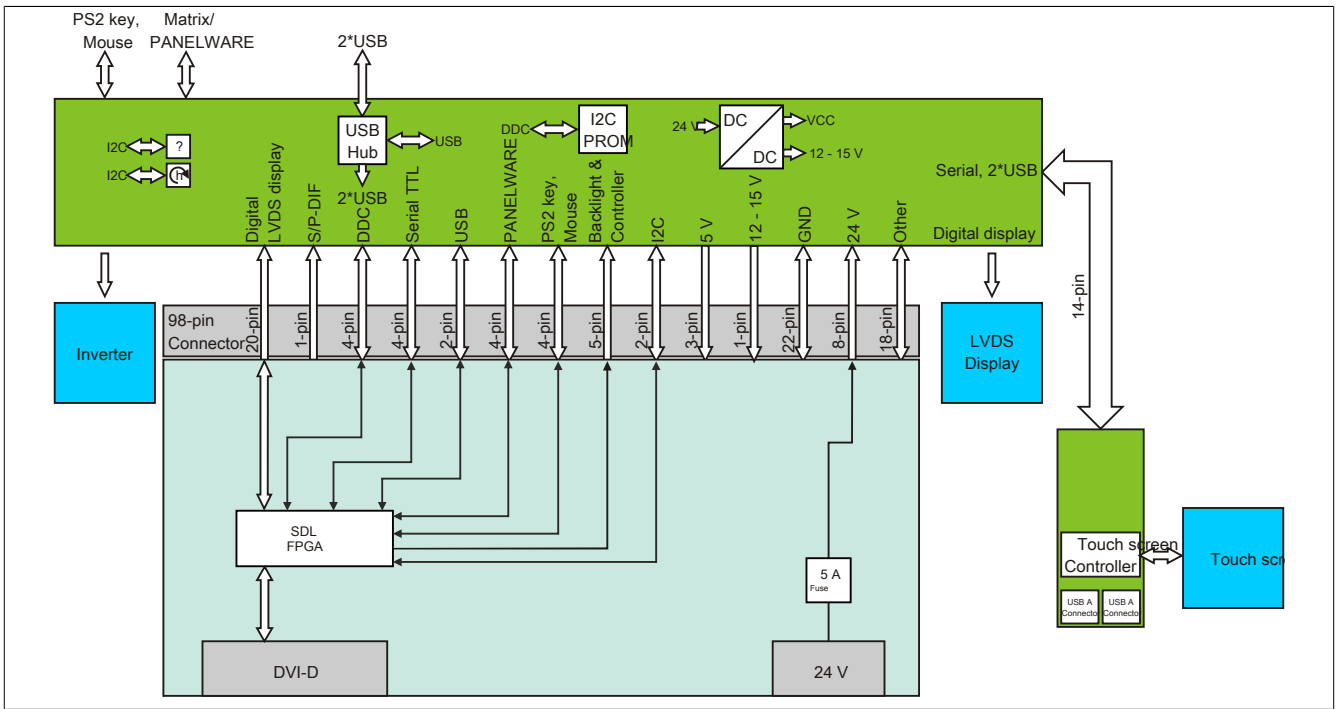 PS2 key,
Mouse
Matrix/
PANELWARE
2*USB
I2C
?
I2C
h
USB
Hub
USB
2*USB
DDC
I2C
PROM
24 V
DC
DC
VCC
12 - 15 V
Serial, 2*USB
Digital display
Digital
LVDS display
S/P-DIF
DDC
Serial TTL
USB
PANELWARE
PS2 key,
Mouse
Backlight &
Controller
I2C
5 V
12 - 15 V
GND
24 V
Other
14-pin
Inverter
98-pin
Connector
20-pin
1-pin
4-pin
4-pin
2-pin
4-pin
4-pin
5-pin
2-pin
3-pin
1-pin
22-pin
8-pin
18-pin
LVDS
Display
SDL
FPGA
5 A
Fuse
DVI-D
24 V
Touch screen
Controller
USB A
Connecto
USB A
Connecto
Touch scr